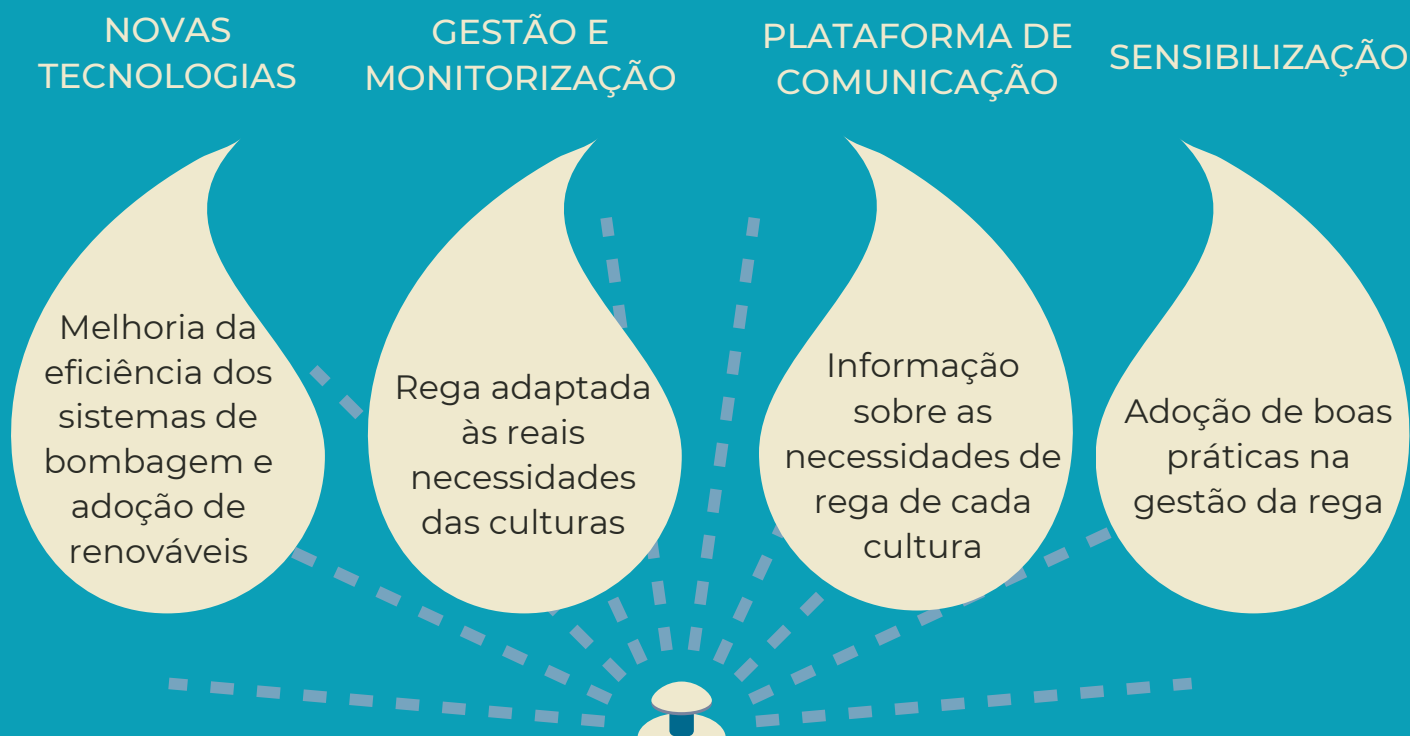 NOVAS
TECNOLOGIAS
Melhoria da
eficiência dos
sistemas de
bombagem e
adoção de
renováveis
GESTÃO E
MONITORIZAÇÃO
Rega adaptada
às reais
necessidades
das culturas
PLATAFORMA DE
COMUNICAÇÃO
Informação
sobre as
necessidades de
rega de cada
cultura
SENSIBILIZAÇÃO
Adoção de boas
práticas na
gestão da rega